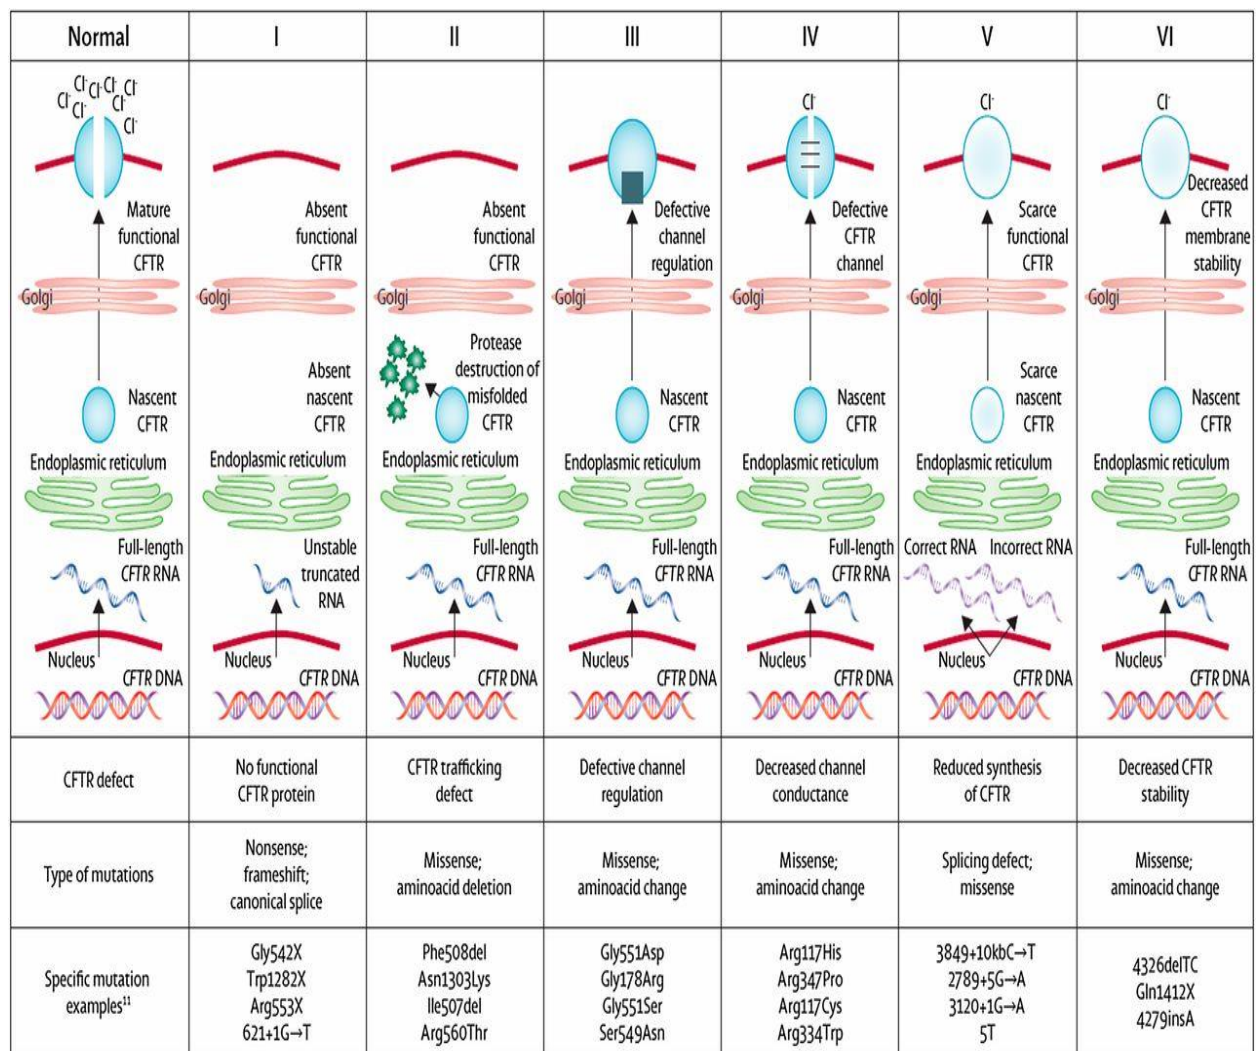 Normal
I
II
III
IV
V
VI
Cl- Cl- Cl- Cl-
Cl- Cl- Cl-
Cl-
Mature
functional
CFTR
Golgi
Nascent
CFTR
Endoplasmic reticulum
Full-length
CFTR RNA
Nucleus
CFTR DNA
Absent
functional
CFTR
Golgi
Absent
nascent
CFTR
Endoplasmic reticulum
Unstable
truncated
RNA
Nucleus
CFTR DNA
Absent
functional
CFTR
Golgi
Protease
destruction of
misfolded
CFTR
Endoplasmic reticulum
Full-length
CFTR RNA
Nucleus
CFTR DNA
Defective
channel
regulation
Golgi
Nascent
CFTR
Endoplasmic reticulum
Full-length
CFTR RNA
Nucleus
CFTR DNA
Cl-
Defective
CFTR
channel
Golgi
Nascent
CFTR
Endoplasmic reticulum
Full-length
CFTR RNA
Nucleus
CFTR DNA
Cl-
Scarce
functional
CFTR
Golgi
Scarce
nascent
CFTR
Endoplasmic reticulum
Correct RNA Incorrect RNA
Nucleus
CFTR DNA
Cl-
Decreased
CFTR
membrane
stability
Golgi
Nascent
CFTR
Endoplasmic reticulum
Full-length
CFTR RNA
Nucleus
CFTR DNA
CFTR defect
No functional
CFTR protein
CFTR trafficking
defect
Defective channel
regulation
Decreased channel
conductance
Reduced synthesis
of CFTR
Decreased CFTR
stability
Type of mutations
Nonsense;
frameshift;
canonical splice
Missense;
aminoacid deletion
Missense;
aminoacid change
Missense;
aminoacid change
Splicing defect;
missense
Missense;
aminoacid change
Specific mutation
examples¹¹
Gly542X
Trp1282X
Arg553X
621+1G→T
Phe508del
Asn1303Lys
Ile507del
Arg560Thr
Gly551Asp
Gly178Arg
Gly551Ser
Ser549Asn
Arg117His
Arg347Pro
Arg117Cys
Arg334Trp
3849+10kbC→T
2789+5G→A
3120+1G→A
5T
4326delTC
Gln1412X
4279insA